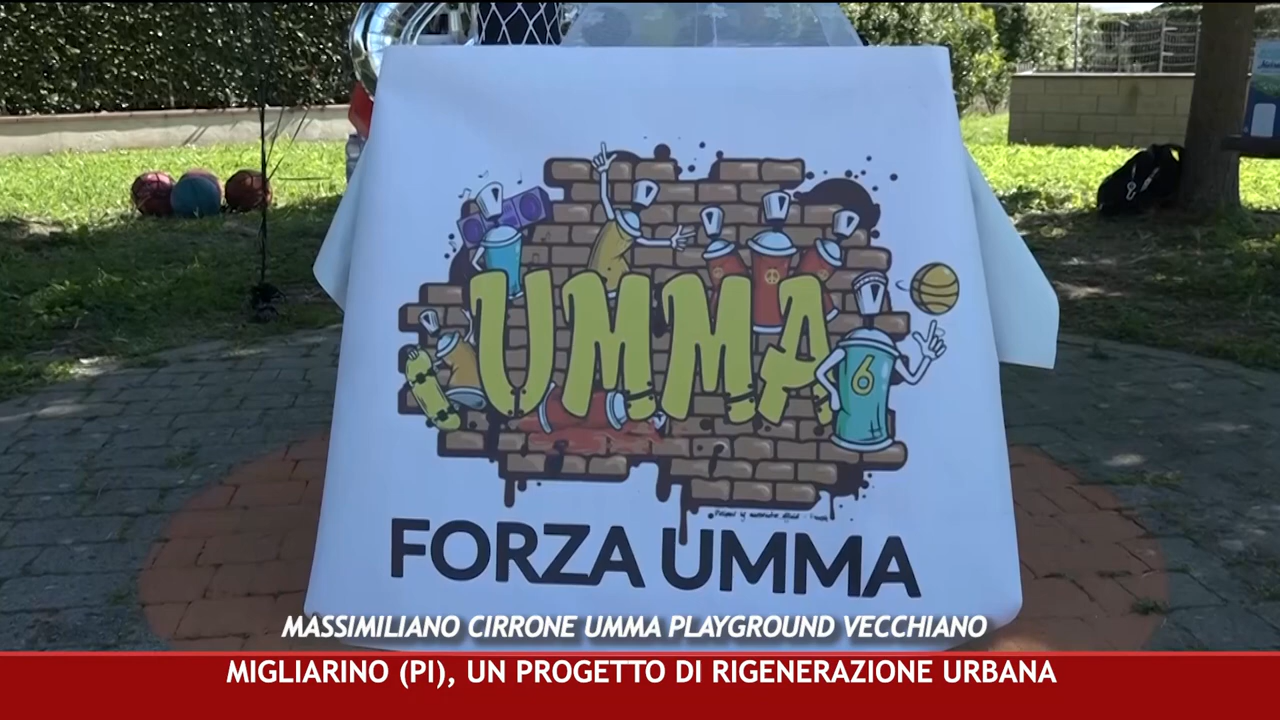 UMMA
6
FORZA UMMA
MASSIMILIANO CIRRONE UMMA PLAYGROUND VECCHIANO
MIGLIARINO (PI), UN PROGETTO DI RIGENERAZIONE URBANA